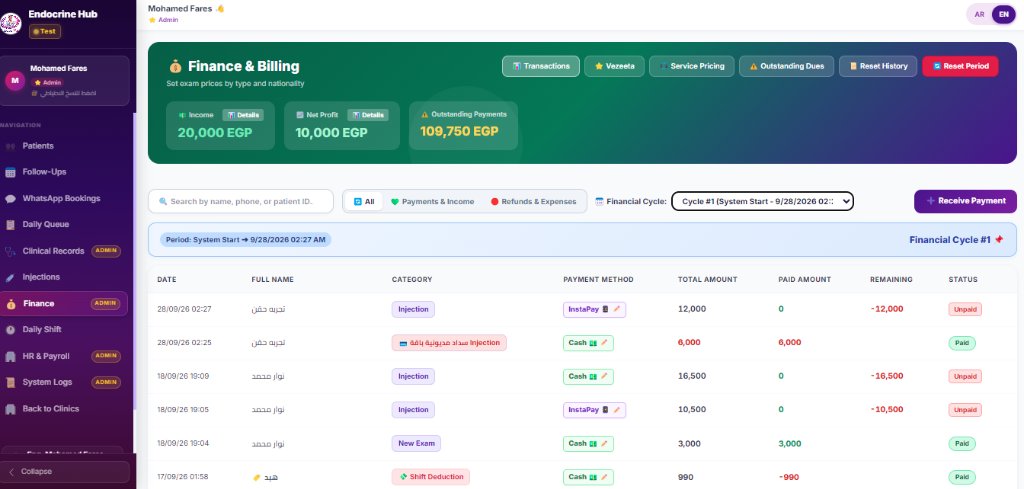 Endocrine Hub
Test
Mohamed Fares
Admin
اضغط للنسخ الاحتياطي
NAVIGATION
Patients
Follow-Ups
WhatsApp Bookings
Daily Queue
Clinical Records ADMIN
Injections
Finance ADMIN
Daily Shift
HR & Payroll ADMIN
System Logs ADMIN
Back to Clinics
Collapse
Mohamed Fares
Admin
AR EN
Finance & Billing
Set exam prices by type and nationality
Transactions Vezeeta Service Pricing Outstanding Dues Reset History Reset Period
Income Details
20,000 EGP
Net Profit Details
10,000 EGP
Outstanding Payments
109,750 EGP
Search by name, phone, or patient ID.
All Payments & Income Refunds & Expenses
Financial Cycle: Cycle #1 (System Start - 9/28/2026 02:
Receive Payment
Period: System Start ➔ 9/28/2026 02:27 AM
Financial Cycle #1
DATE FULL NAME CATEGORY PAYMENT METHOD TOTAL AMOUNT PAID AMOUNT REMAINING STATUS
28/09/26 02:27 تجربه حقن Injection InstaPay 12,000 0 -12,000 Unpaid
28/09/26 02:25 تجربه حقن سداد مديونية باقة Injection Cash 6,000 6,000 Paid
18/09/26 19:09 نوار محمد Injection Cash 16,500 0 -16,500 Unpaid
18/09/26 19:05 نوار محمد Injection InstaPay 10,500 0 -10,500 Unpaid
18/09/26 19:04 نوار محمد New Exam Cash 3,000 3,000 Paid
17/09/26 01:58 هبد Shift Deduction Cash 990 -990 Paid